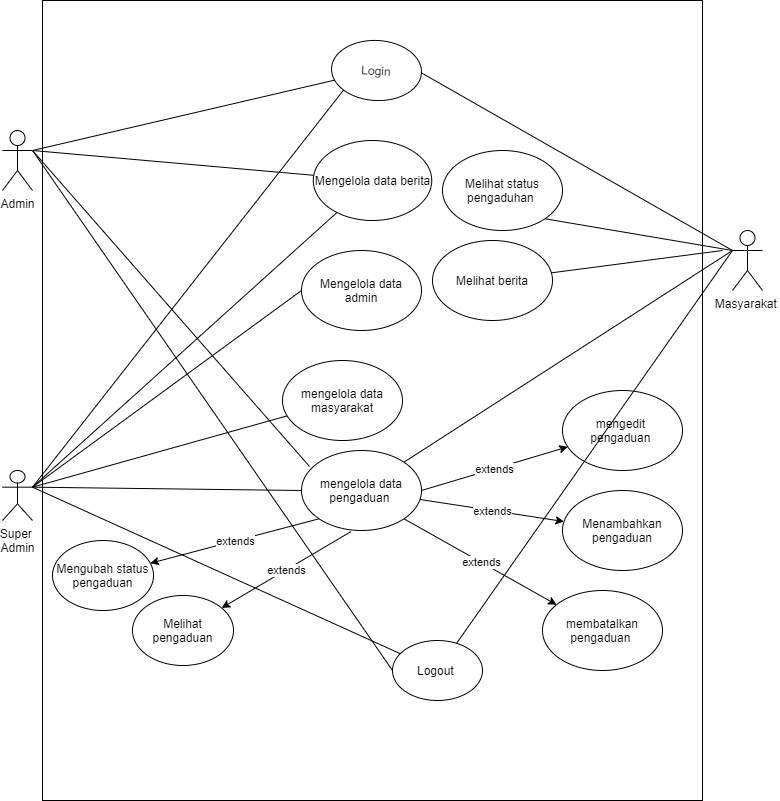 Login
Admin
Mengelola data berita
Melihat status
pengaduhan
Melihat berita
Mengelola data
admin
Masyarakat
mengelola data
masyarakat
mengedit
pengaduan
extends
mengelola data
pengaduan
extends
Menambahkan
pengaduan
Super
Admin
extends
extends
extends
Mengubah status
pengaduan
Melihat
pengaduan
membatalkan
pengaduan
Logout